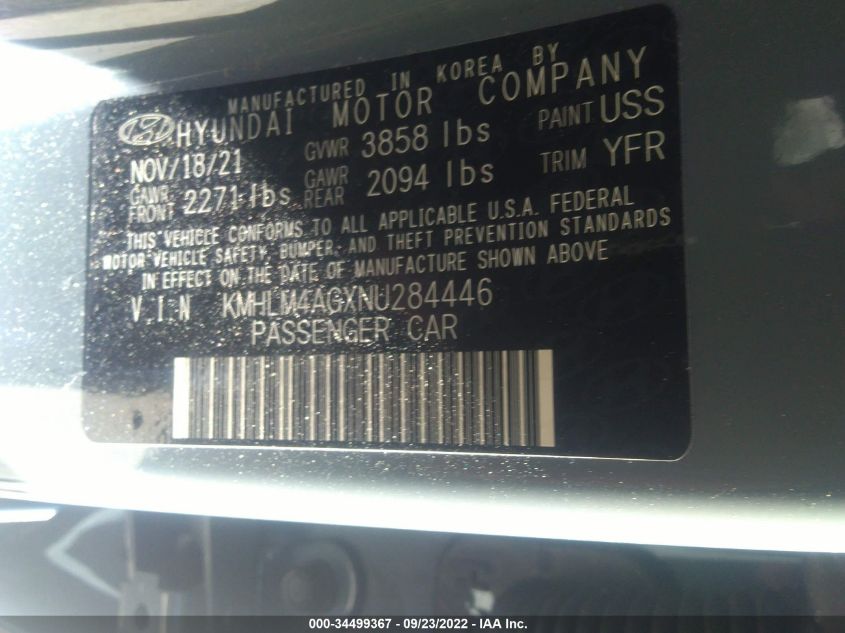 MANUFACTURED IN KOREA BY
HYUNDAI MOTOR COMPANY
NOV/18/21 GVWR 3858 lbs PAINT USS
GAWR FRONT 2271 lbs GAWR REAR 2094 lbs TRIM YFR
THIS VEHICLE CONFORMS TO ALL APPLICABLE U.S.A. FEDERAL
MOTOR VEHICLE SAFETY, BUMPER, AND THEFT PREVENTION STANDARDS
IN EFFECT ON THE DATE OF MANUFACTURE SHOWN ABOVE
V.I.N KMHLM4AGXNU284446
PASSENGER CAR
000-34499367 - 09/23/2022 - IAA Inc.